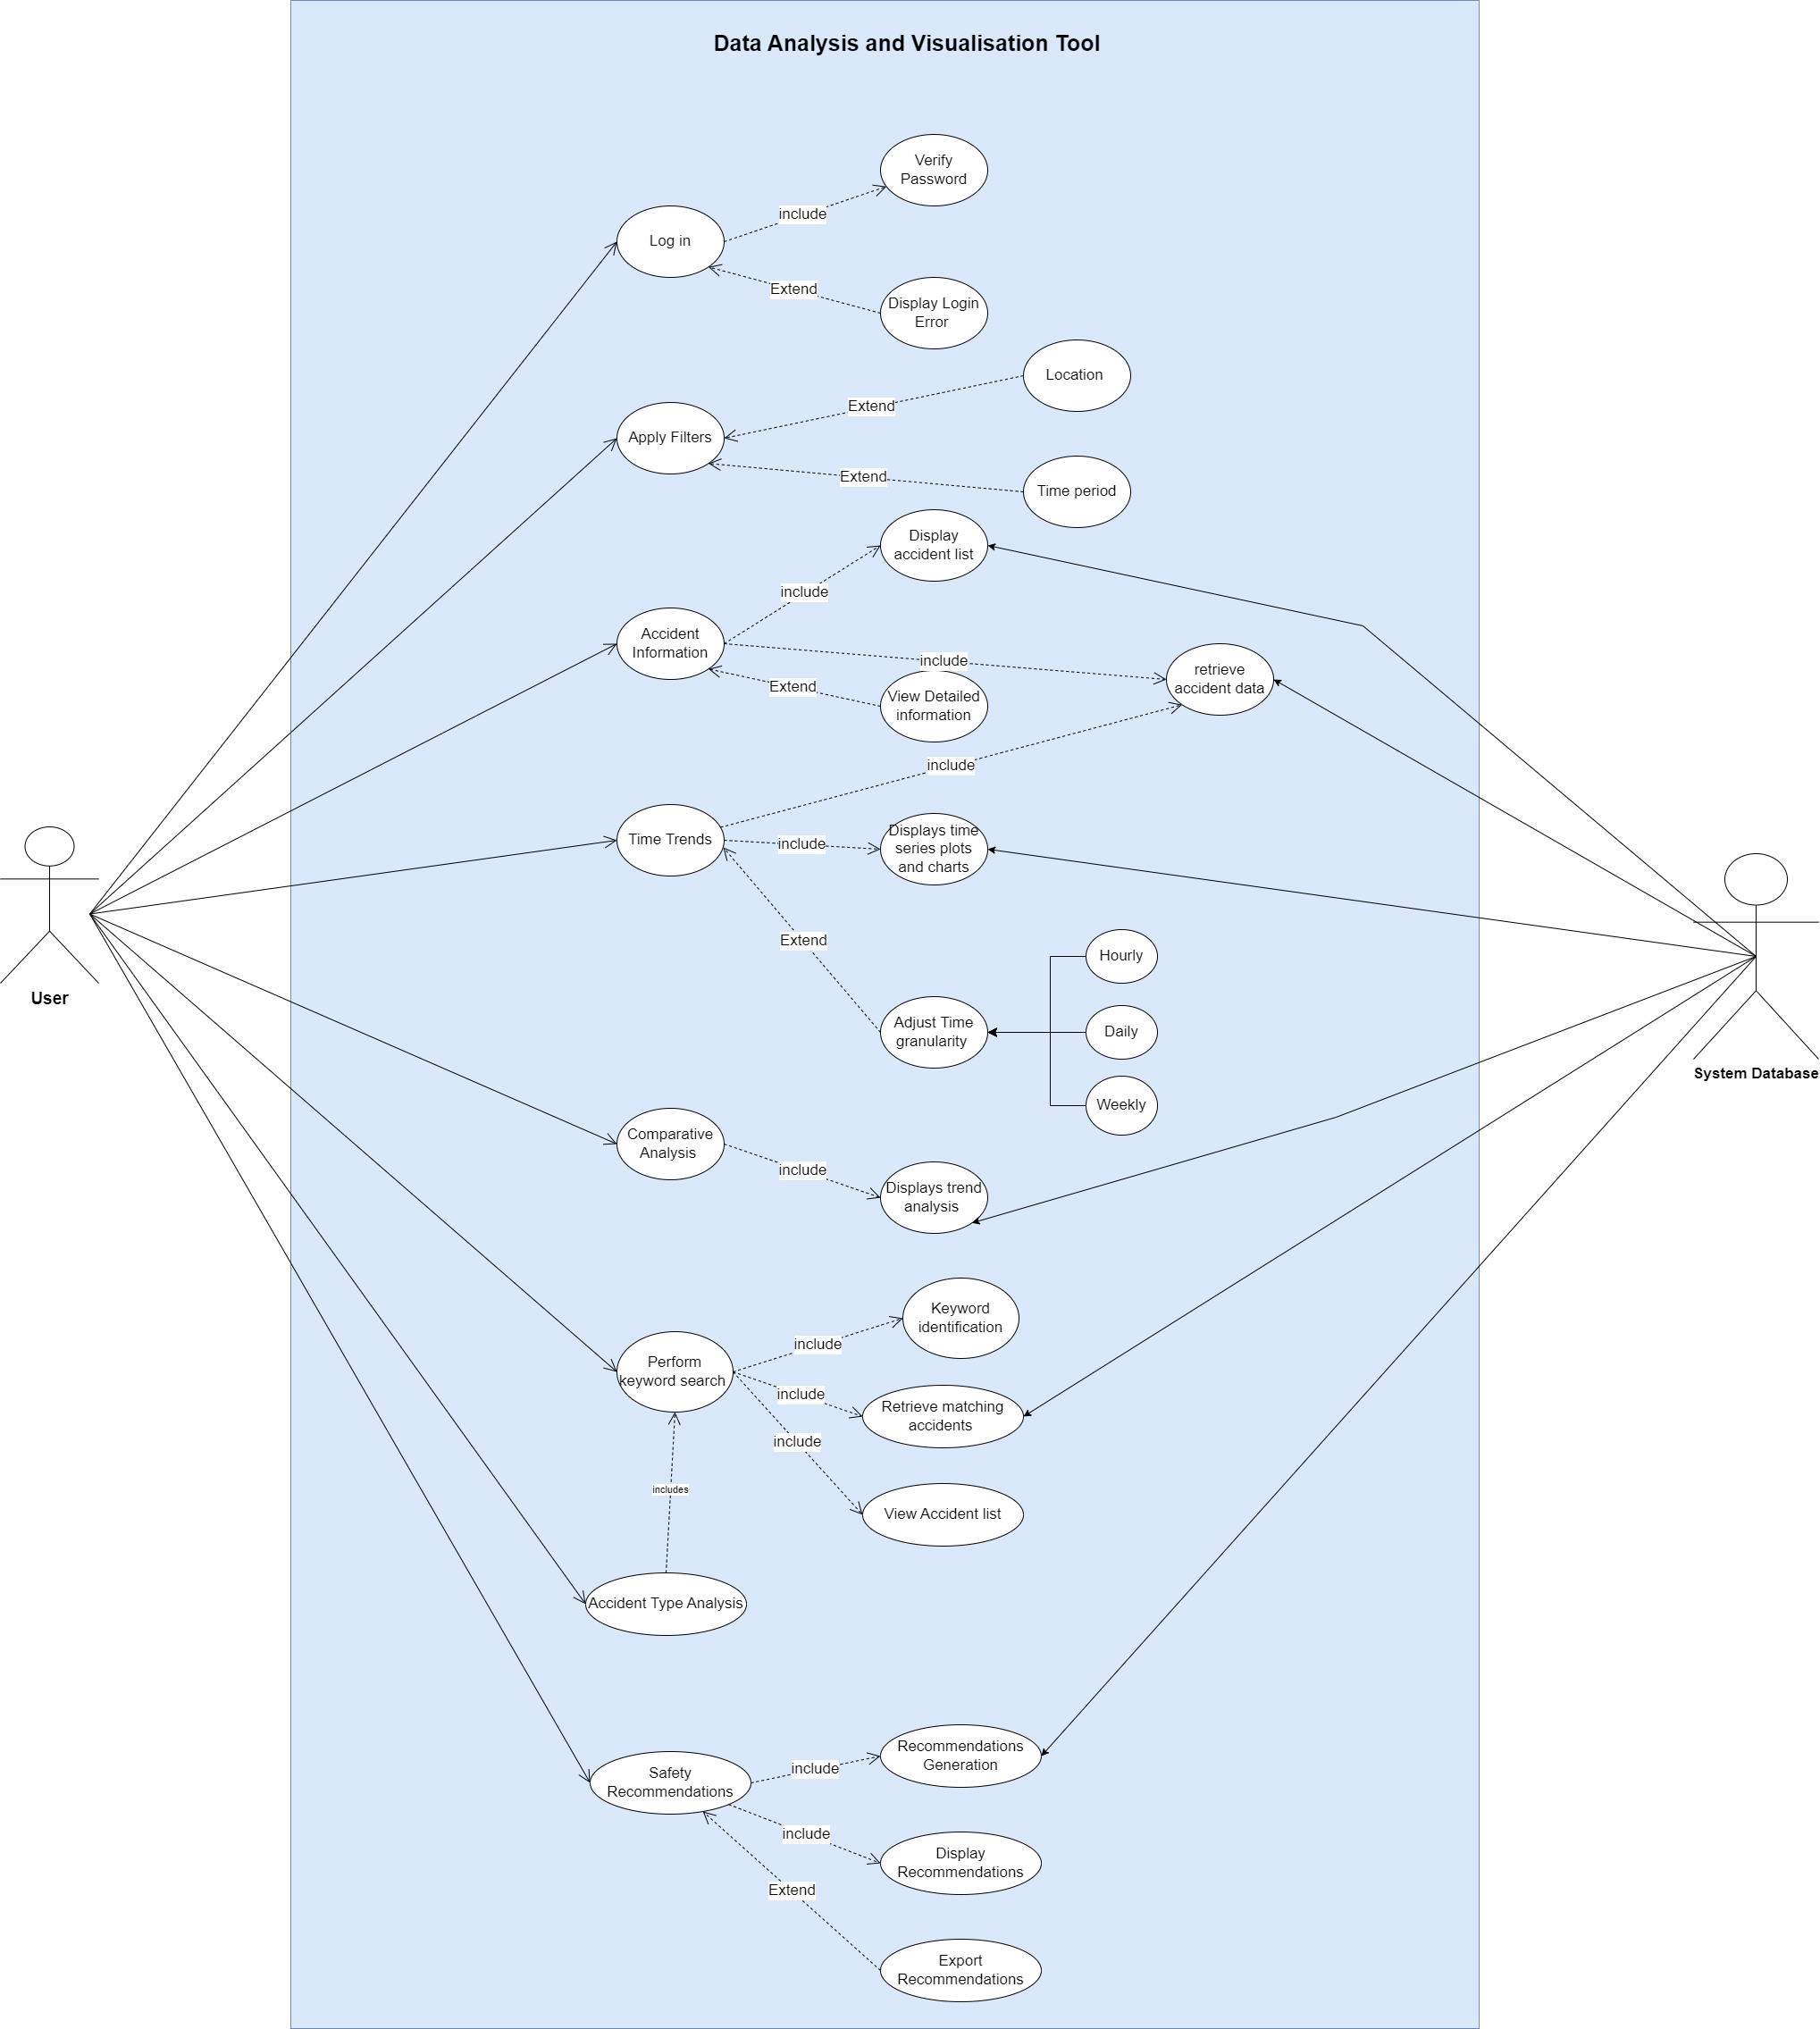 Data Analysis and Visualisation Tool
Verify
Password
include
Log in
Extend
Display Login
Error
Location
Extend
Apply Filters
Extend
Time period
Display
accident list
include
Accident
Information
include
retrieve
accident data
Extend
View Detailed
information
include
Time Trends
include
Displays time
series plots
and charts
Extend
User
Hourly
Adjust Time
granularity
Daily
Weekly
System Database
Comparative
Analysis
include
Displays trend
analysis
Keyword
identification
include
Perform
keyword search
include
Retrieve matching
accidents
include
includes
View Accident list
Accident Type Analysis
Recommendations
Generation
include
Safety
Recommendations
include
Display
Recommendations
Extend
Export
Recommendations